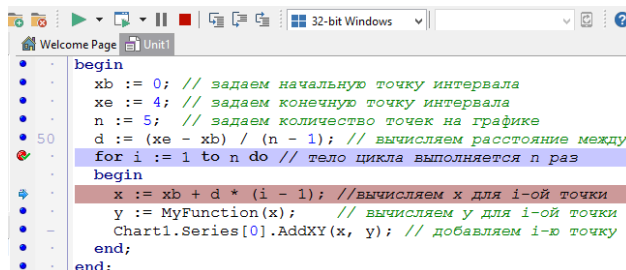 32-bit Windows
Welcome Page Unit1
begin
xb := 0; // задаем начальную точку интервала
xe := 4; // задаем конечную точку интервала
n := 5; // задаем количество точек на графике
50 d := (xe - xb) / (n - 1); // вычисляем расстояние между
for i := 1 to n do // тело цикла выполняется n раз
begin
x := xb + d * (i - 1); //вычисляем x для i-ой точки
y := MyFunction(x); // вычисляем y для i-ой точки
Chart1.Series[0].AddXY(x, y); // добавляем i-ю точку
end;
end;